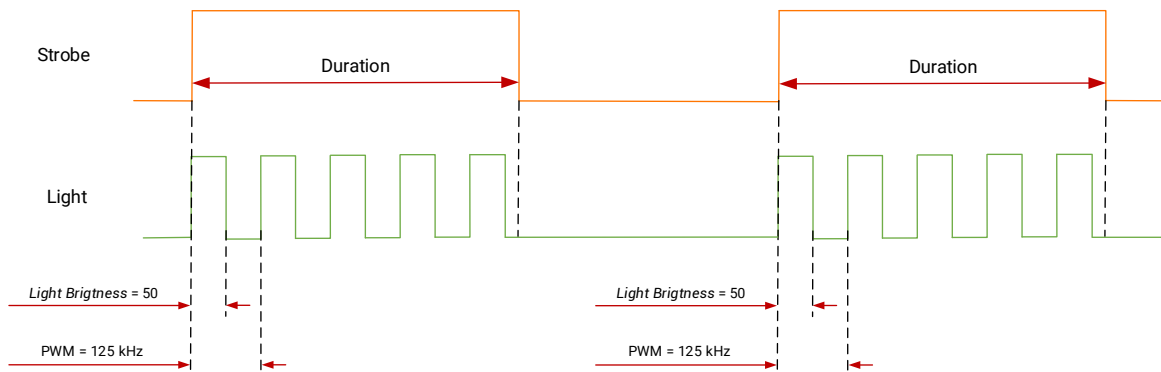 Strobe
Duration
Duration
Light
Light Brigtness = 50
Light Brigtness = 50
PWM = 125 kHz
PWM = 125 kHz